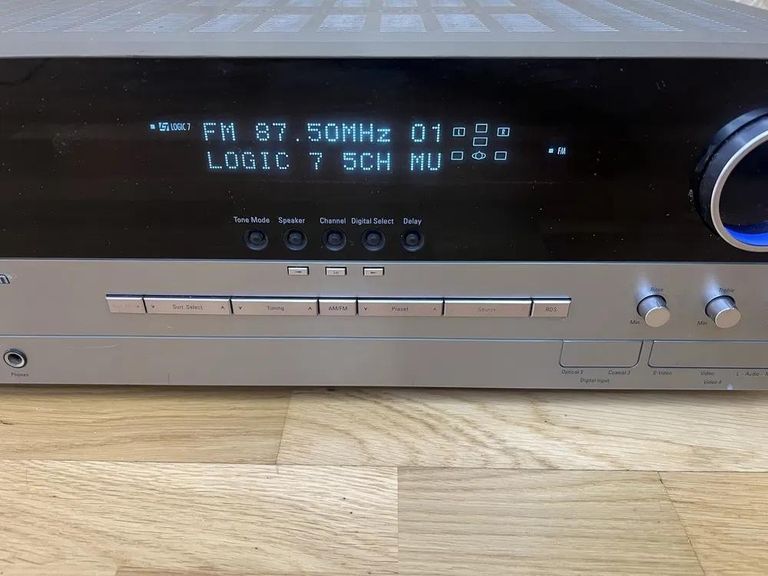 LOGIC 7
FM 87.50MHz 01
LOGIC 7 5CH MU
FM
Tone Mode Speaker Channel Digital Select Delay
Surr. Select Tuning AM/FM Preset Source RDS
Bass Treble
Min Min
Phones
Optical 3 Coaxial 3
Digital Input
S-Video Video L - Audio -
Video 4